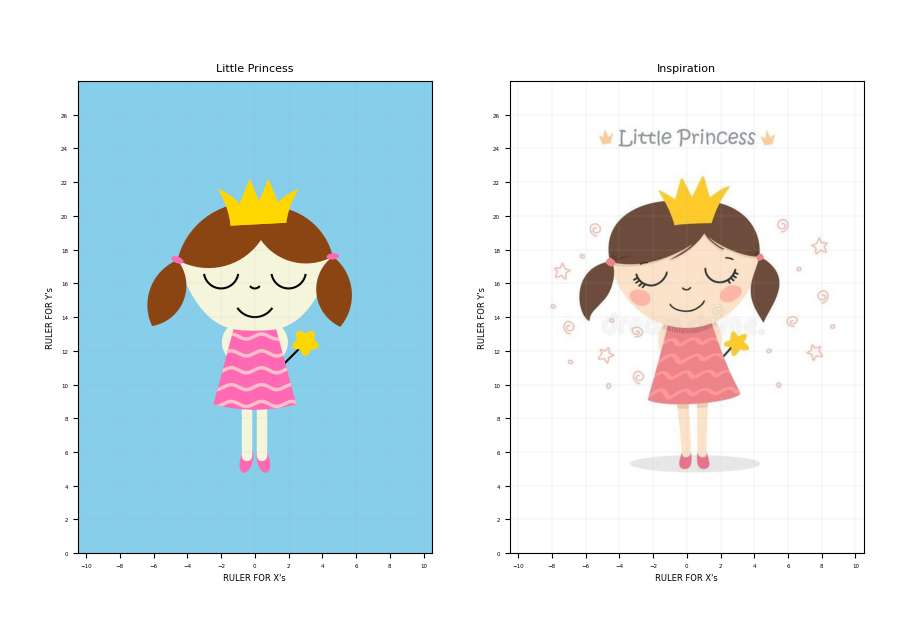 Little Princess
26
24
22
20
18
16
14
12
10
8
6
4
2
0
RULER FOR Y's
−10 −8 −6 −4 −2 0 2 4 6 8 10
RULER FOR X's
Inspiration
Little Princess
dreamstime.
26
24
22
20
18
16
14
12
10
8
6
4
2
0
RULER FOR Y's
−10 −8 −6 −4 −2 0 2 4 6 8 10
RULER FOR X's